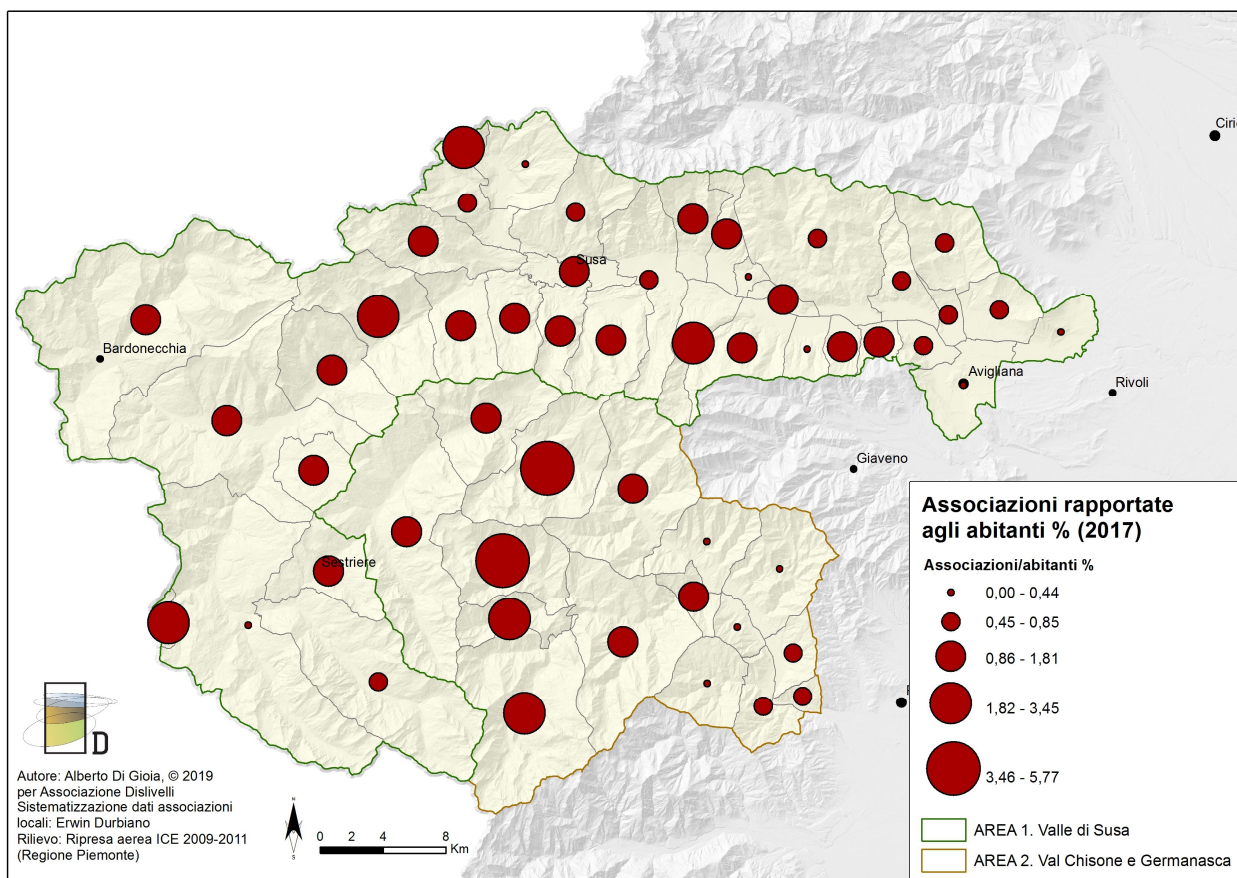 Ciri
Susa
Bardonecchia
Avigliana
Rivoli
Giaveno
Sestriere
P
Associazioni rapportate
agli abitanti % (2017)
Associazioni/abitanti %
0,00 - 0,44
0,45 - 0,85
0,86 - 1,81
1,82 - 3,45
3,46 - 5,77
AREA 1. Valle di Susa
AREA 2. Val Chisone e Germanasca
D
Autore: Alberto Di Gioia, © 2019
per Associazione Dislivelli
Sistematizzazione dati associazioni
locali: Erwin Durbiano
Rilievo: Ripresa aerea ICE 2009-2011
(Regione Piemonte)
N
S
0 4 8
Km